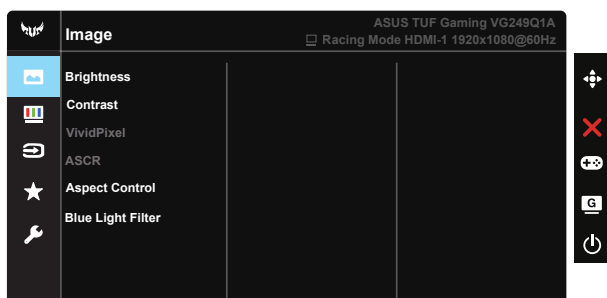 Image
ASUS TUF Gaming VG249Q1A
Racing Mode HDMI-1 1920x1080@60Hz
Brightness
Contrast
VividPixel
ASCR
Aspect Control
Blue Light Filter
G